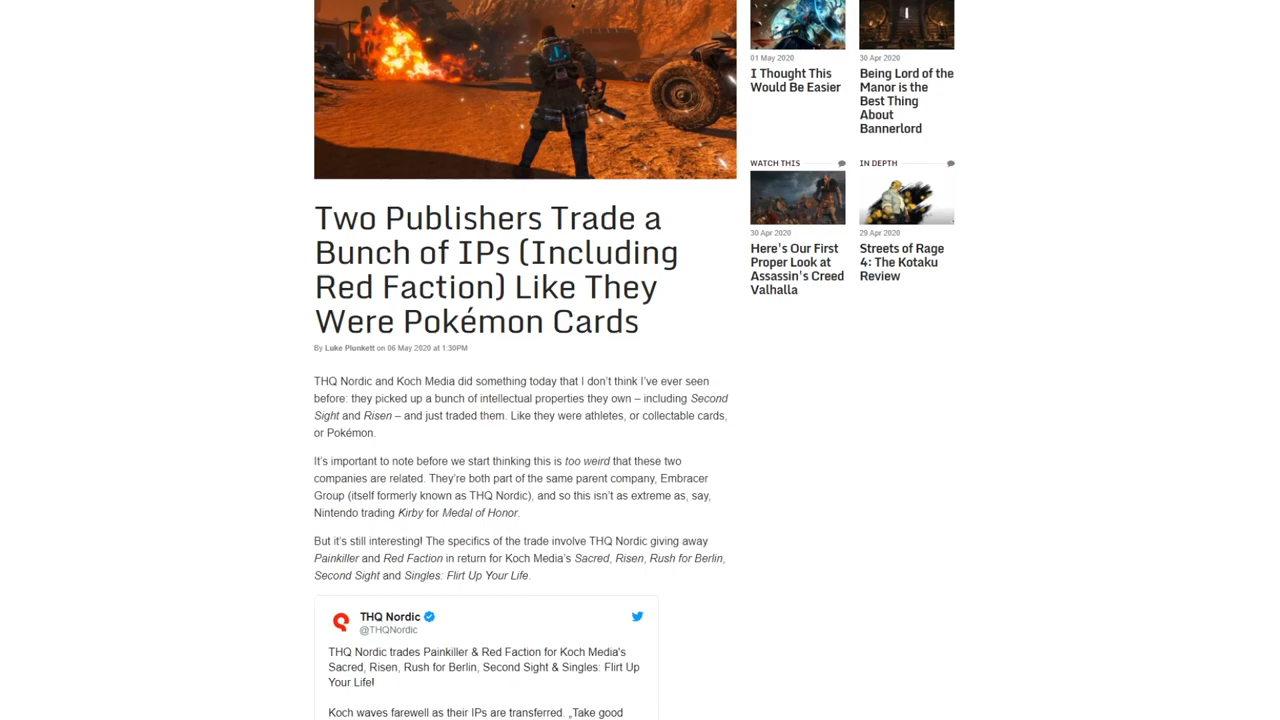 Two Publishers Trade a
Bunch of IPs (Including
Red Faction) Like They
Were Pokémon Cards
By Luke Plunkett on 06 May 2020 at 1:30PM
THQ Nordic and Koch Media did something today that I don't think I've ever seen
before: they picked up a bunch of intellectual properties they own – including Second
Sight and Risen – and just traded them. Like they were athletes, or collectable cards,
or Pokémon.
It's important to note before we start thinking this is too weird that these two
companies are related. They're both part of the same parent company, Embracer
Group (itself formerly known as THQ Nordic), and so this isn't as extreme as, say,
Nintendo trading Kirby for Medal of Honor.
But it's still interesting! The specifics of the trade involve THQ Nordic giving away
Painkiller and Red Faction in return for Koch Media's Sacred, Risen, Rush for Berlin,
Second Sight and Singles: Flirt Up Your Life.
THQ Nordic
@THQNordic
THQ Nordic trades Painkiller & Red Faction for Koch Media's
Sacred, Risen, Rush for Berlin, Second Sight & Singles: Flirt Up
Your Life!
Koch waves farewell as their IPs are transferred. „Take good
01 May 2020
I Thought This
Would Be Easier
30 Apr 2020
Being Lord of the
Manor is the
Best Thing
About
Bannerlord
WATCH THIS
30 Apr 2020
Here's Our First
Proper Look at
Assassin's Creed
Valhalla
IN DEPTH
29 Apr 2020
Streets of Rage
4: The Kotaku
Review